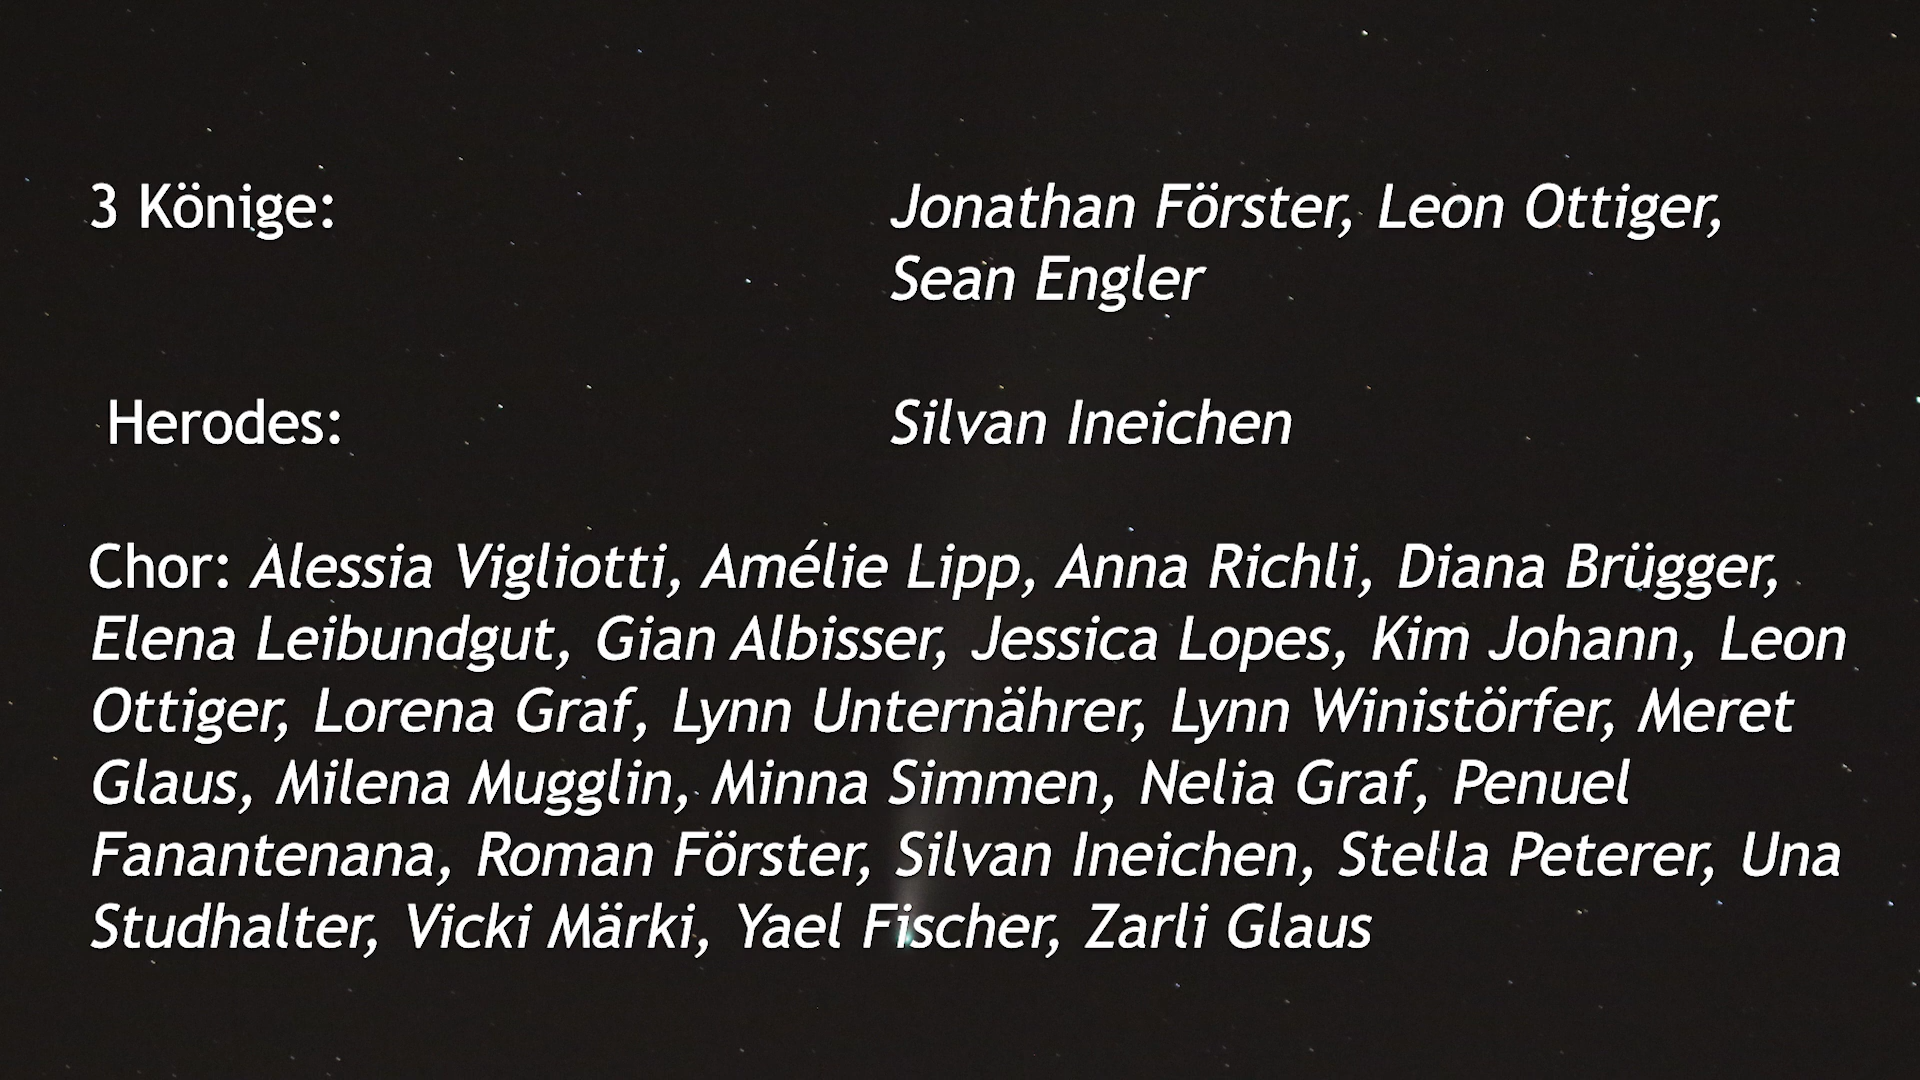 3 Könige: Jonathan Förster, Leon Ottiger,
Sean Engler
Herodes: Silvan Ineichen
Chor: Alessia Vigliotti, Amélie Lipp, Anna Richli, Diana Brügger,
Elena Leibundgut, Gian Albisser, Jessica Lopes, Kim Johann, Leon
Ottiger, Lorena Graf, Lynn Unternährer, Lynn Winistörfer, Meret
Glaus, Milena Mugglin, Minna Simmen, Nelia Graf, Penuel
Fanantenana, Roman Förster, Silvan Ineichen, Stella Peterer, Una
Studhalter, Vicki Märki, Yael Fischer, Zarli Glaus